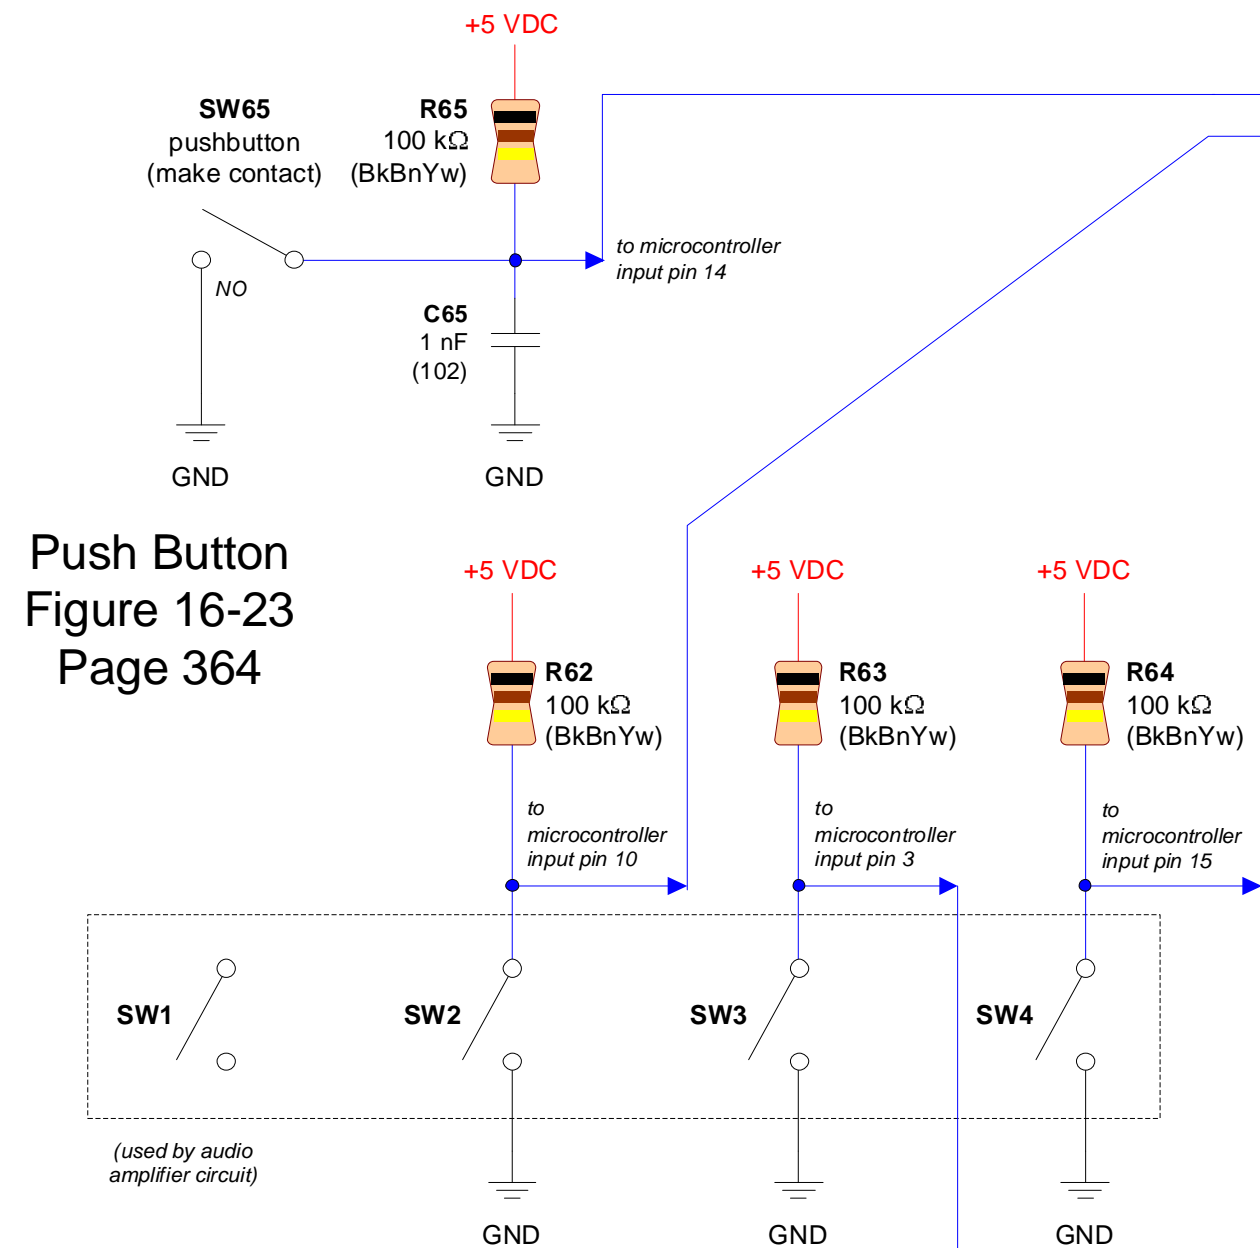 +5 VDC
SW65
pushbutton
(make contact)
R65
100 kΩ
(BkBnYw)
to microcontroller
input pin 14
NO
C65
1 nF
(102)
GND
GND
Push Button
Figure 16-23
Page 364
+5 VDC
+5 VDC
+5 VDC
R62
100 kΩ
(BkBnYw)
R63
100 kΩ
(BkBnYw)
R64
100 kΩ
(BkBnYw)
to
microcontroller
input pin 10
to
microcontroller
input pin 3
to
microcontroller
input pin 15
SW1
SW2
SW3
SW4
(used by audio
amplifier circuit)
GND
GND
GND